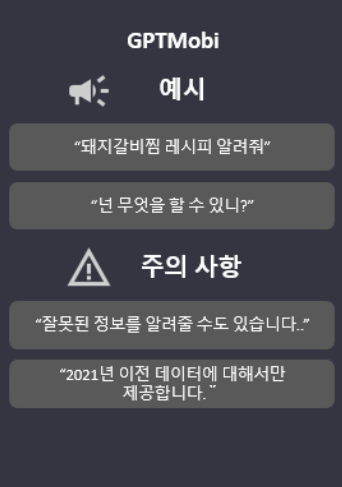 GPTMobi
예시
“돼지갈비찜 레시피 알려줘”
“넌 무엇을 할 수 있니?”
주의 사항
“잘못된 정보를 알려줄 수도 있습니다..”
“2021년 이전 데이터에 대해서만
제공합니다.”